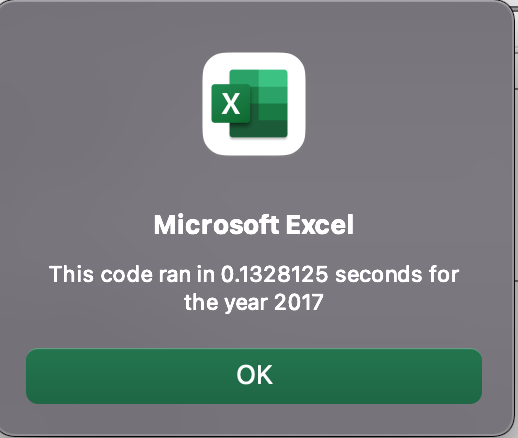 X
Microsoft Excel
This code ran in 0.1328125 seconds for
the year 2017
OK